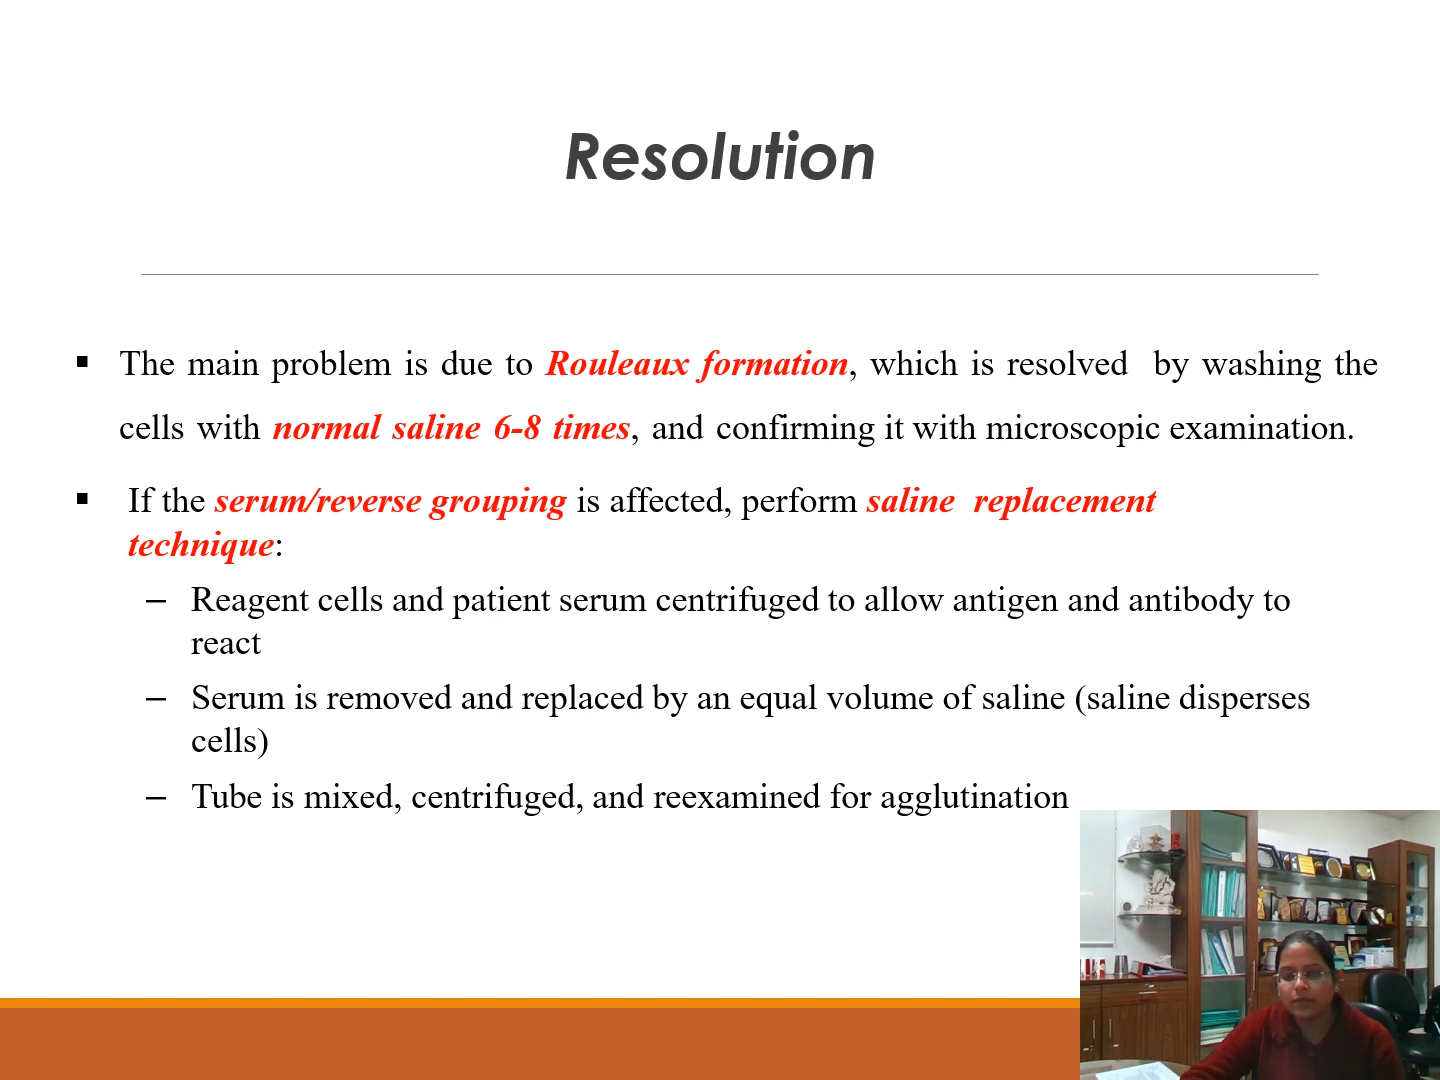 Resolution
▪ The main problem is due to Rouleaux formation, which is resolved by washing the
cells with normal saline 6-8 times, and confirming it with microscopic examination.
▪ If the serum/reverse grouping is affected, perform saline replacement
technique:
– Reagent cells and patient serum centrifuged to allow antigen and antibody to
react
– Serum is removed and replaced by an equal volume of saline (saline disperses
cells)
– Tube is mixed, centrifuged, and reexamined for agglutination